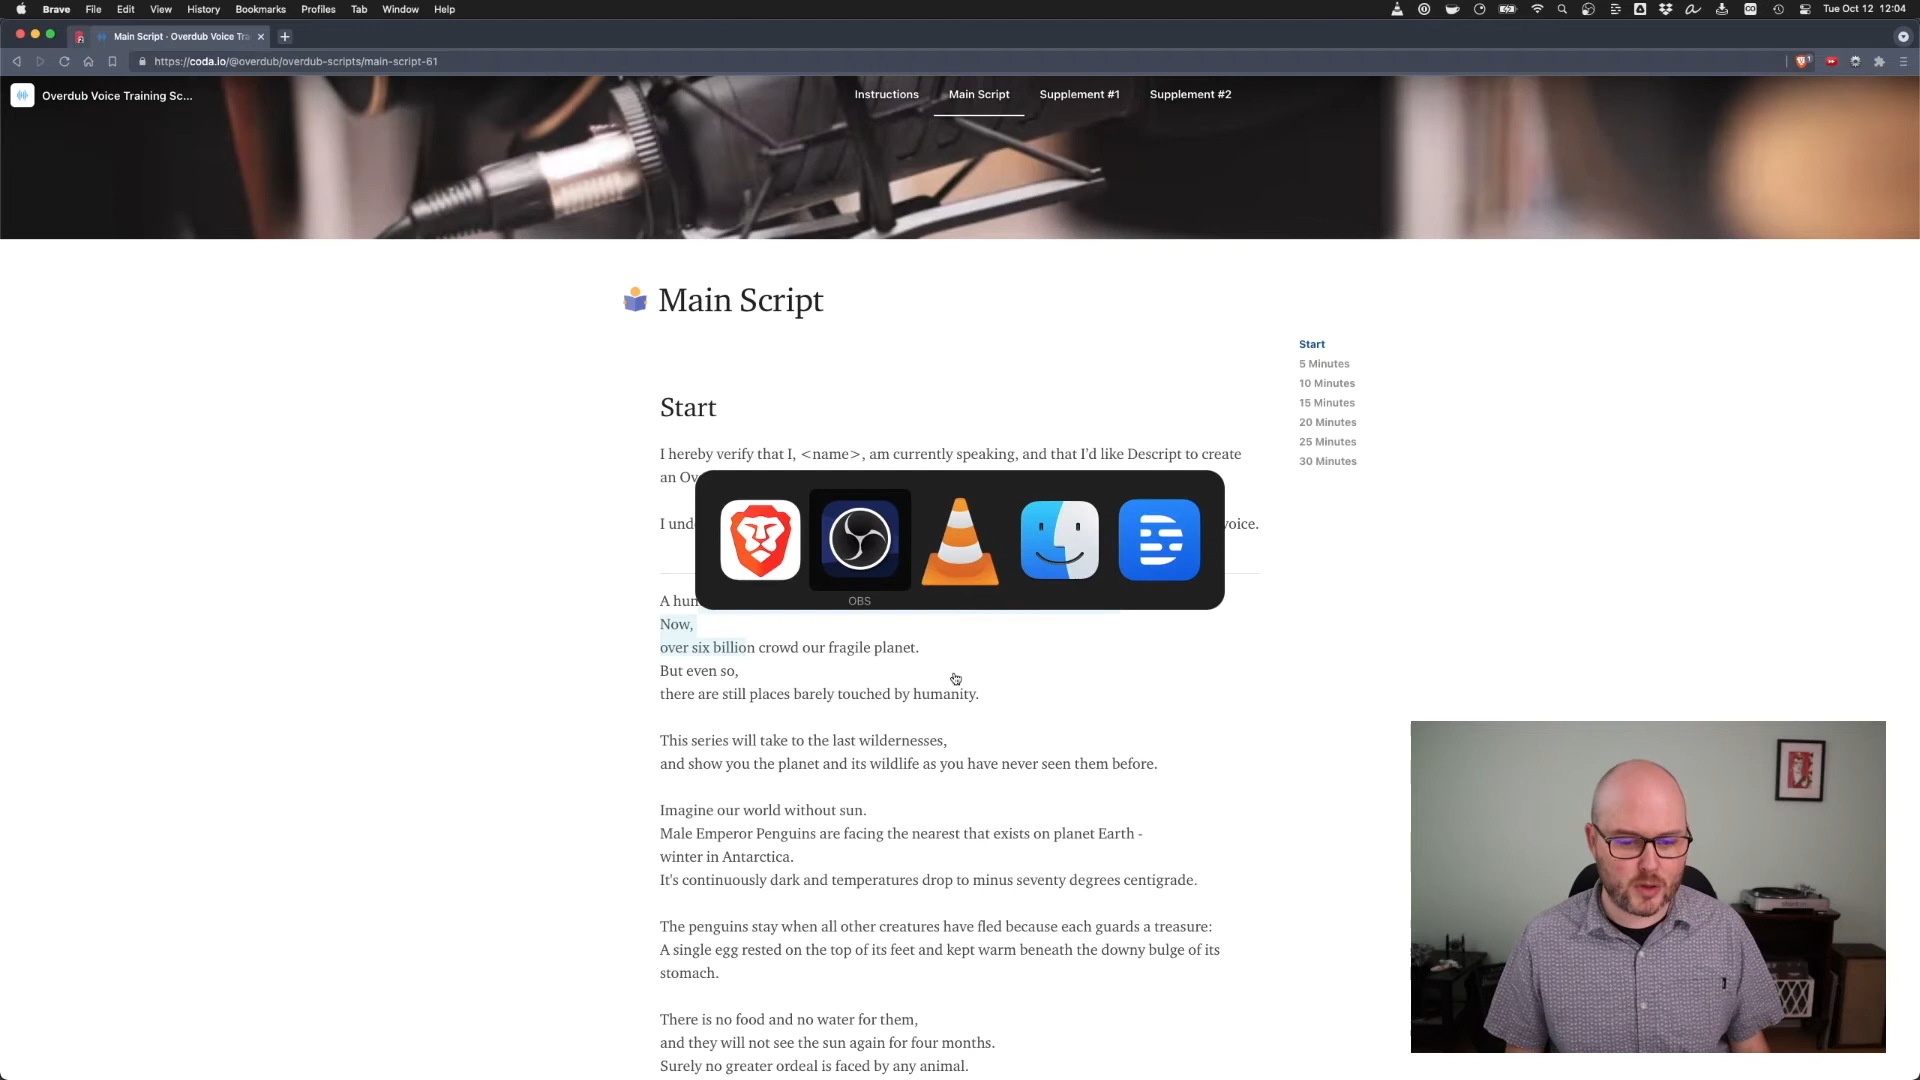 Brave File Edit View History Bookmarks Profiles Tab Window Help
Tue Oct 12 12:04
Main Script · Overdub Voice Tra
https://coda.io/@overdub/overdub-scripts/main-script-61
Overdub Voice Training Sc...
Instructions Main Script Supplement #1 Supplement #2
Main Script
Start
5 Minutes
10 Minutes
15 Minutes
20 Minutes
25 Minutes
30 Minutes
Start
I hereby verify that I, <name>, am currently speaking, and that I'd like Descript to create
an Ov
I und voice.
OBS
A hun
Now,
over six billion crowd our fragile planet.
But even so,
there are still places barely touched by humanity.
This series will take to the last wildernesses,
and show you the planet and its wildlife as you have never seen them before.
Imagine our world without sun.
Male Emperor Penguins are facing the nearest that exists on planet Earth -
winter in Antarctica.
It's continuously dark and temperatures drop to minus seventy degrees centigrade.
The penguins stay when all other creatures have fled because each guards a treasure:
A single egg rested on the top of its feet and kept warm beneath the downy bulge of its
stomach.
There is no food and no water for them,
and they will not see the sun again for four months.
Surely no greater ordeal is faced by any animal.